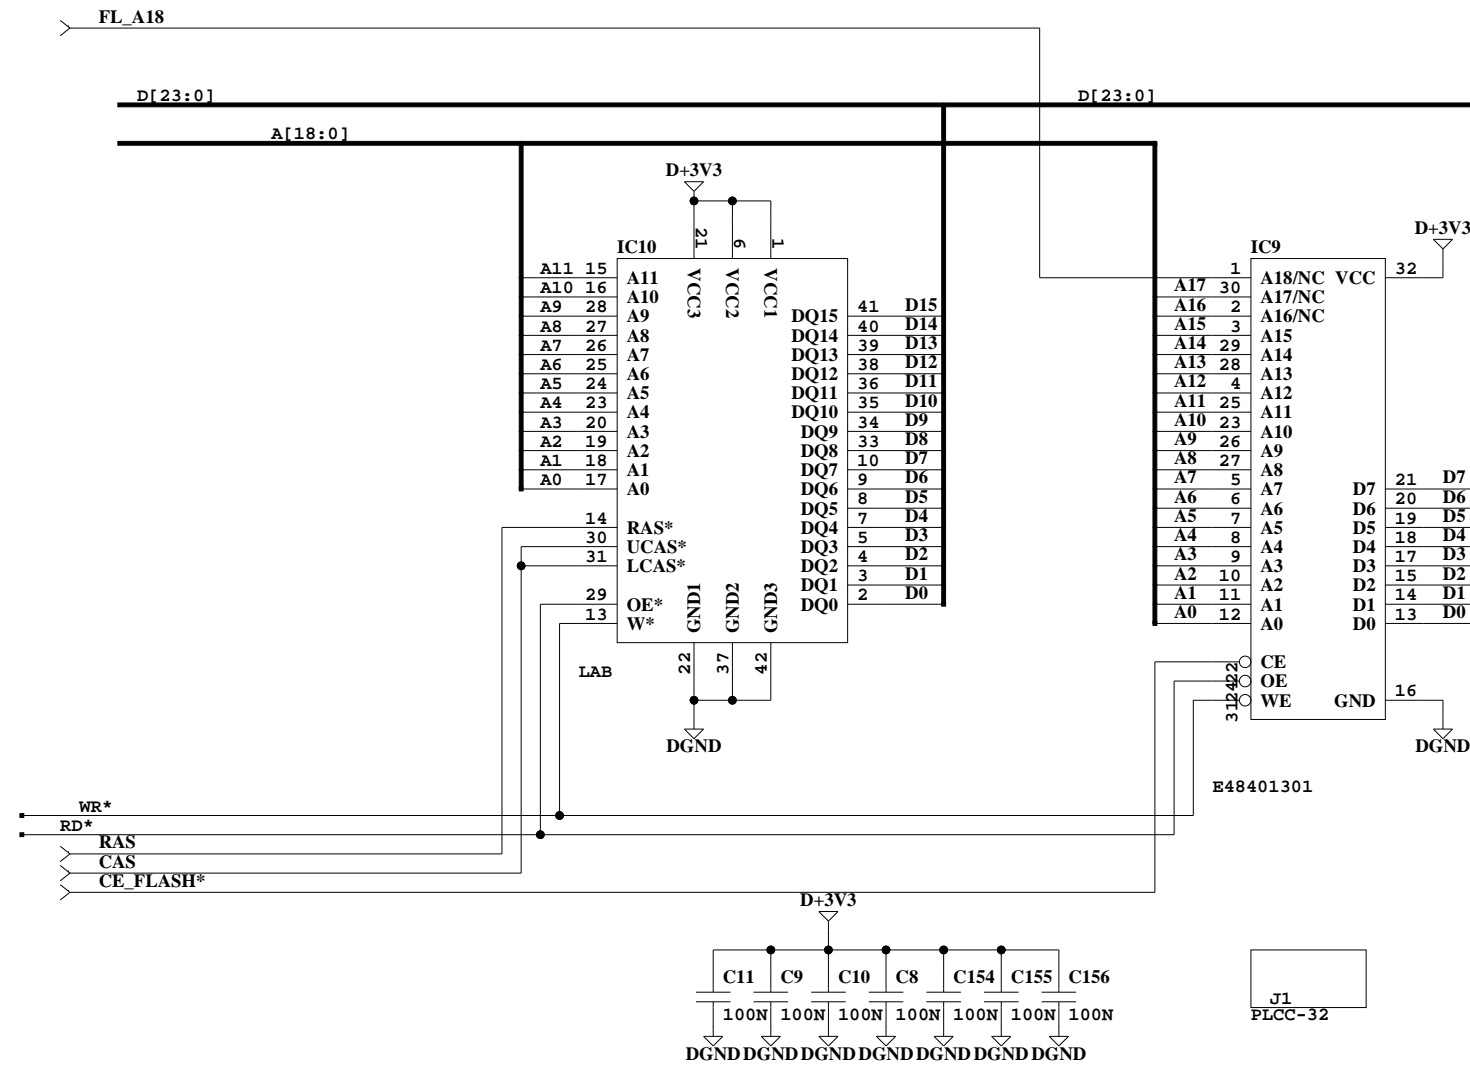 FL_A18
D[23:0] D[23:0]
A[18:0]
D+3V3
21 6 1
IC10
A11 15 A11
A10 16 A10
A9 28 A9
A8 27 A8
A7 26 A7
A6 25 A6
A5 24 A5
A4 23 A4
A3 20 A3
A2 19 A2
A1 18 A1
A0 17 A0
14 RAS*
30 UCAS*
31 LCAS*
29 OE*
13 W*
VCC3 VCC2 VCC1
DQ15 41 D15
DQ14 40 D14
DQ13 39 D13
DQ12 38 D12
DQ11 36 D11
DQ10 35 D10
DQ9 34 D9
DQ8 33 D8
DQ7 10 D7
DQ6 9 D6
DQ5 8 D5
DQ4 7 D4
DQ3 5 D3
DQ2 4 D2
DQ1 3 D1
DQ0 2 D0
GND1 GND2 GND3
22 37 42
LAB
DGND
D+3V3
IC9
1 A18/NC VCC 32
A17 30 A17/NC
A16 2 A16/NC
A15 3 A15
A14 29 A14
A13 28 A13
A12 4 A12
A11 25 A11
A10 23 A10
A9 26 A9
A8 27 A8
A7 5 A7 D7 21 D7
A6 6 A6 D6 20 D6
A5 7 A5 D5 19 D5
A4 8 A4 D4 18 D4
A3 9 A3 D3 17 D3
A2 10 A2 D2 15 D2
A1 11 A1 D1 14 D1
A0 12 A0 D0 13 D0
22 CE
24 OE
31 WE GND 16
DGND
E48401301
WR*
RD*
RAS
CAS
CE_FLASH*
D+3V3
C11 C9 C10 C8 C154 C155 C156
100N 100N 100N 100N 100N 100N 100N
DGND DGND DGND DGND DGND DGND DGND
J1
PLCC-32